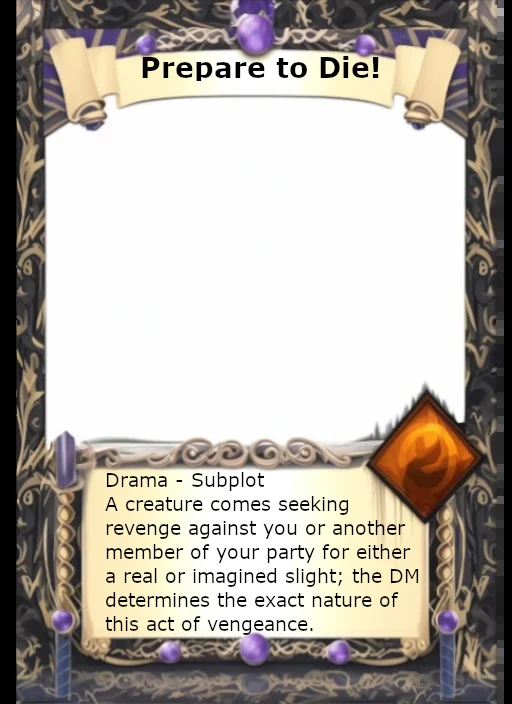 Prepare to Die!
Drama - Subplot
A creature comes seeking
revenge against you or another
member of your party for either
a real or imagined slight; the DM
determines the exact nature of
this act of vengeance.